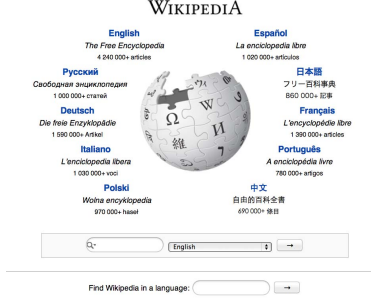 WIKIPEDIA
English
The Free Encyclopedia
4 240 000+ articles
Español
La enciclopedia libre
1 020 000+ artículos
Русский
Свободная энциклопедия
1 000 000+ статей
日本語
フリー百科事典
860 000+ 記事
Deutsch
Die freie Enzyklopädie
1 590 000+ Artikel
Français
L'encyclopédie libre
1 390 000+ articles
Italiano
L'enciclopedia libera
1 030 000+ voci
Português
A enciclopédia livre
780 000+ artigos
Polski
Wolna encyklopedia
970 000+ haseł
中文
自由的百科全書
690 000+ 條目
Ω W И 維
English
Find Wikipedia in a language: